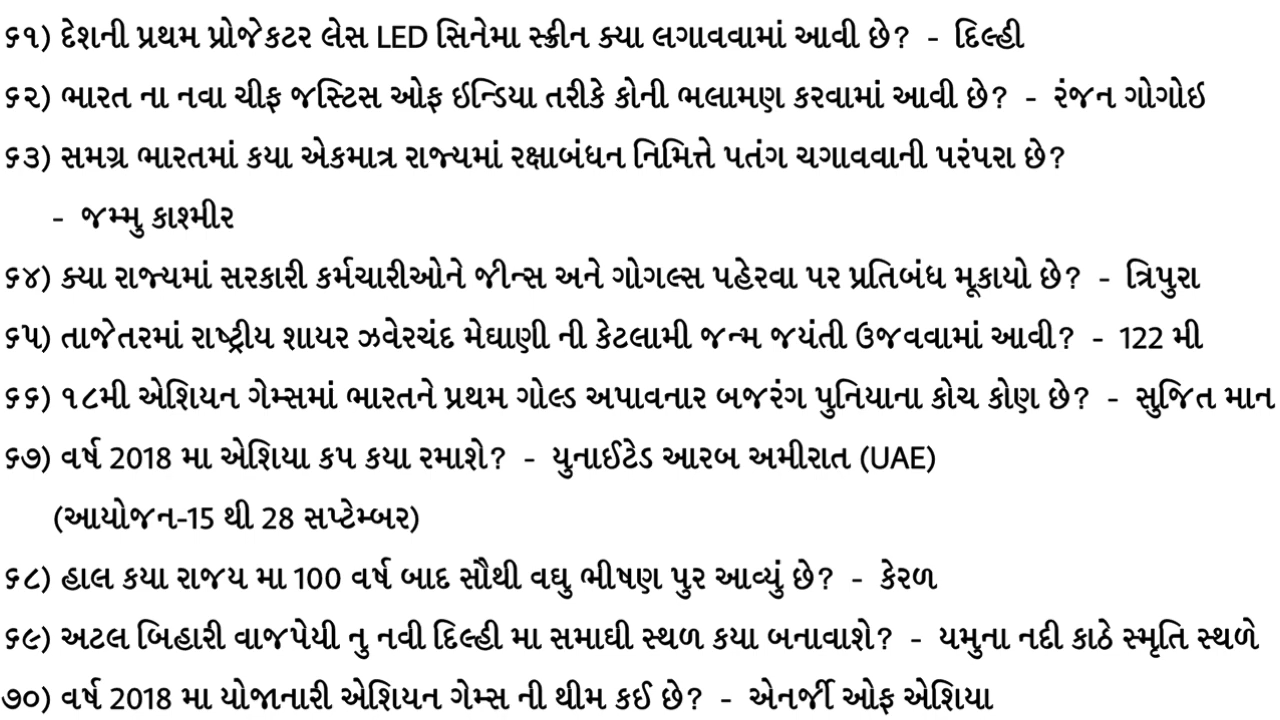 ૬૧) દેશની પ્રથમ પ્રોજેકટર લેસ LED સિનેમા સ્ક્રીન ક્યા લગાવવામાં આવી છે? - દિલ્હી
૬૨) ભારત ના નવા ચીફ જસ્ટિસ ઓફ ઇન્ડિયા તરીકે કોની ભલામણ કરવામાં આવી છે? - રંજન ગોગોઇ
૬૩) સમગ્ર ભારતમાં કયા એકમાત્ર રાજ્યમાં રક્ષાબંધન નિમિત્તે પતંગ ચગાવવાની પરંપરા છે?
- જમ્મુ કાશ્મીર
૬૪) ક્યા રાજ્યમાં સરકારી કર્મચારીઓને જીન્સ અને ગોગલ્સ પહેરવા પર પ્રતિબંધ મૂકાયો છે? - ત્રિપુરા
૬૫) તાજેતરમાં રાષ્ટ્રીય શાયર ઝવેરચંદ મેઘાણી ની કેટલામી જન્મ જયંતી ઉજવવામાં આવી? - 122 મી
૬૬) ૧૮મી એશિયન ગેમ્સમાં ભારતને પ્રથમ ગોલ્ડ અપાવનાર બજરંગ પુનિયાના કોચ કોણ છે? - સુજિત માન
૬૭) વર્ષ 2018 મા એશિયા કપ કયા રમાશે? - યુનાઈટેડ આરબ અમીરાત (UAE)
(આયોજન-15 થી 28 સપ્ટેમ્બર)
૬૮) હાલ કયા રાજય મા 100 વર્ષ બાદ સૌથી વઘુ ભીષણ પુર આવ્યું છે? - કેરળ
૬૯) અટલ બિહારી વાજપેયી નુ નવી દિલ્હી મા સમાઘી સ્થળ કયા બનાવાશે? - યમુના નદી કાઠે સ્મૃતિ સ્થળે
૭૦) વર્ષ 2018 મા યોજાનારી એશિયન ગેમ્સ ની થીમ કઈ છે? - એનર્જી ઓફ એશિયા